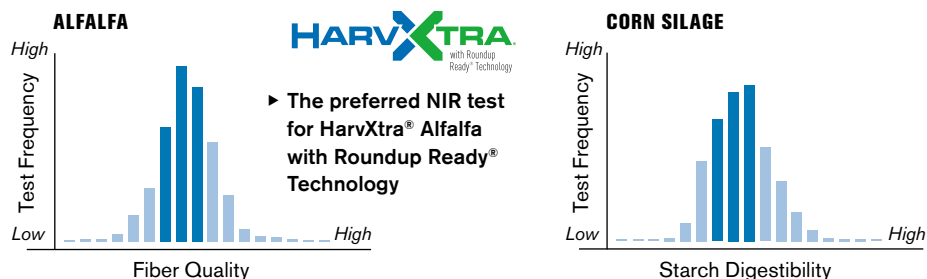 ALFALFA
High
Test Frequency
Low
High
Fiber Quality
HARVXTRA®
with Roundup
Ready® Technology
▸ The preferred NIR test
for HarvXtra® Alfalfa
with Roundup Ready®
Technology
CORN SILAGE
High
Test Frequency
Low
High
Starch Digestibility